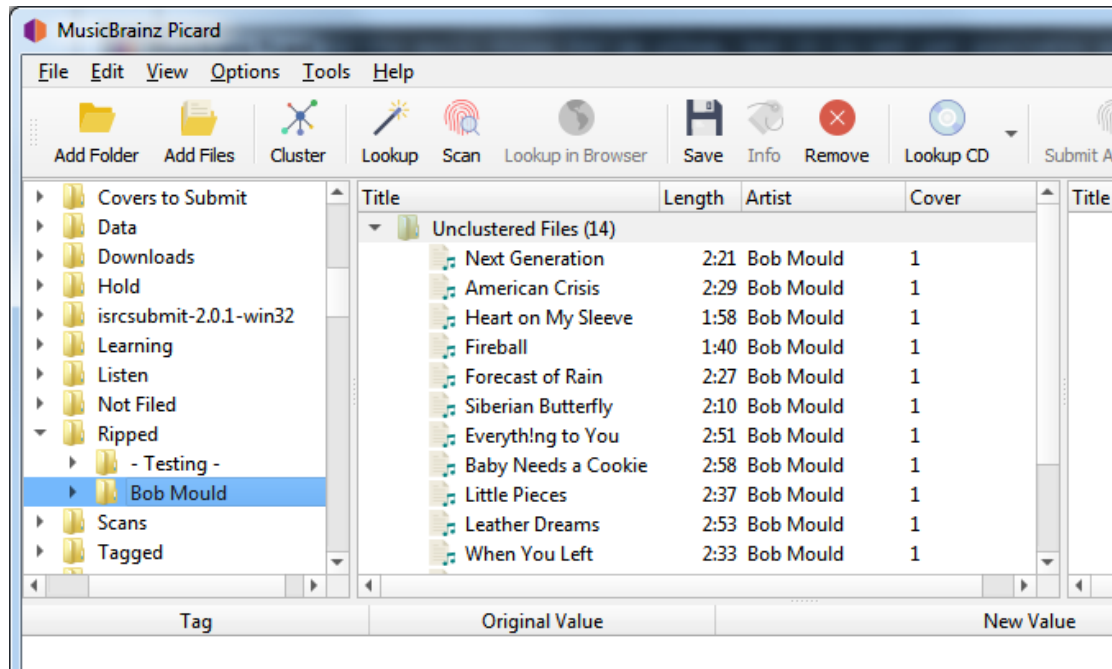 MusicBrainz Picard
File Edit View Options Tools Help
Add Folder Add Files Cluster Lookup Scan Lookup in Browser Save Info Remove Lookup CD Submit
Covers to Submit
Data
Downloads
Hold
isrcsubmit-2.0.1-win32
Learning
Listen
Not Filed
Ripped
- Testing -
Bob Mould
Scans
Tagged
Title Length Artist Cover
Unclustered Files (14)
Next Generation 2:21 Bob Mould 1
American Crisis 2:29 Bob Mould 1
Heart on My Sleeve 1:58 Bob Mould 1
Fireball 1:40 Bob Mould 1
Forecast of Rain 2:27 Bob Mould 1
Siberian Butterfly 2:10 Bob Mould 1
Everyth!ng to You 2:51 Bob Mould 1
Baby Needs a Cookie 2:58 Bob Mould 1
Little Pieces 2:37 Bob Mould 1
Leather Dreams 2:53 Bob Mould 1
When You Left 2:33 Bob Mould 1
Title
Tag Original Value New Value